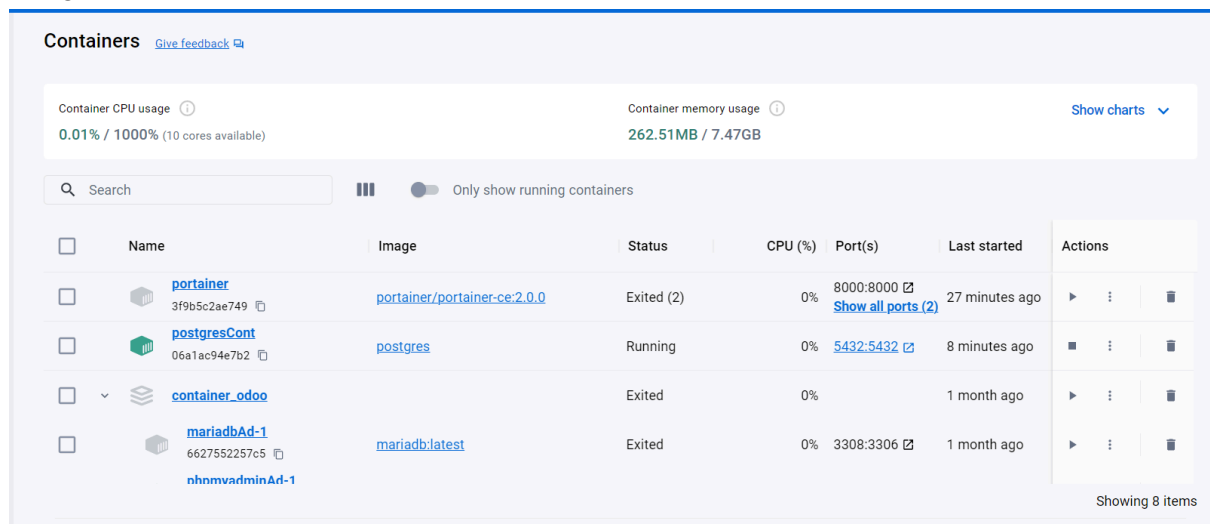 Containers Give feedback
Container CPU usage
0.01% / 1000% (10 cores available)
Container memory usage
262.51MB / 7.47GB
Show charts
Search
Only show running containers
Name Image Status CPU (%) Port(s) Last started Actions
portainer
3f9b5c2ae749
portainer/portainer-ce:2.0.0 Exited (2) 0% 8000:8000
Show all ports (2)
27 minutes ago
postgresCont
06a1ac94e7b2
postgres Running 0% 5432:5432 8 minutes ago
container_odoo Exited 0% 1 month ago
mariadbAd-1
6627552257c5
mariadb:latest Exited 0% 3308:3306 1 month ago
phpmyadminAd-1
Showing 8 items